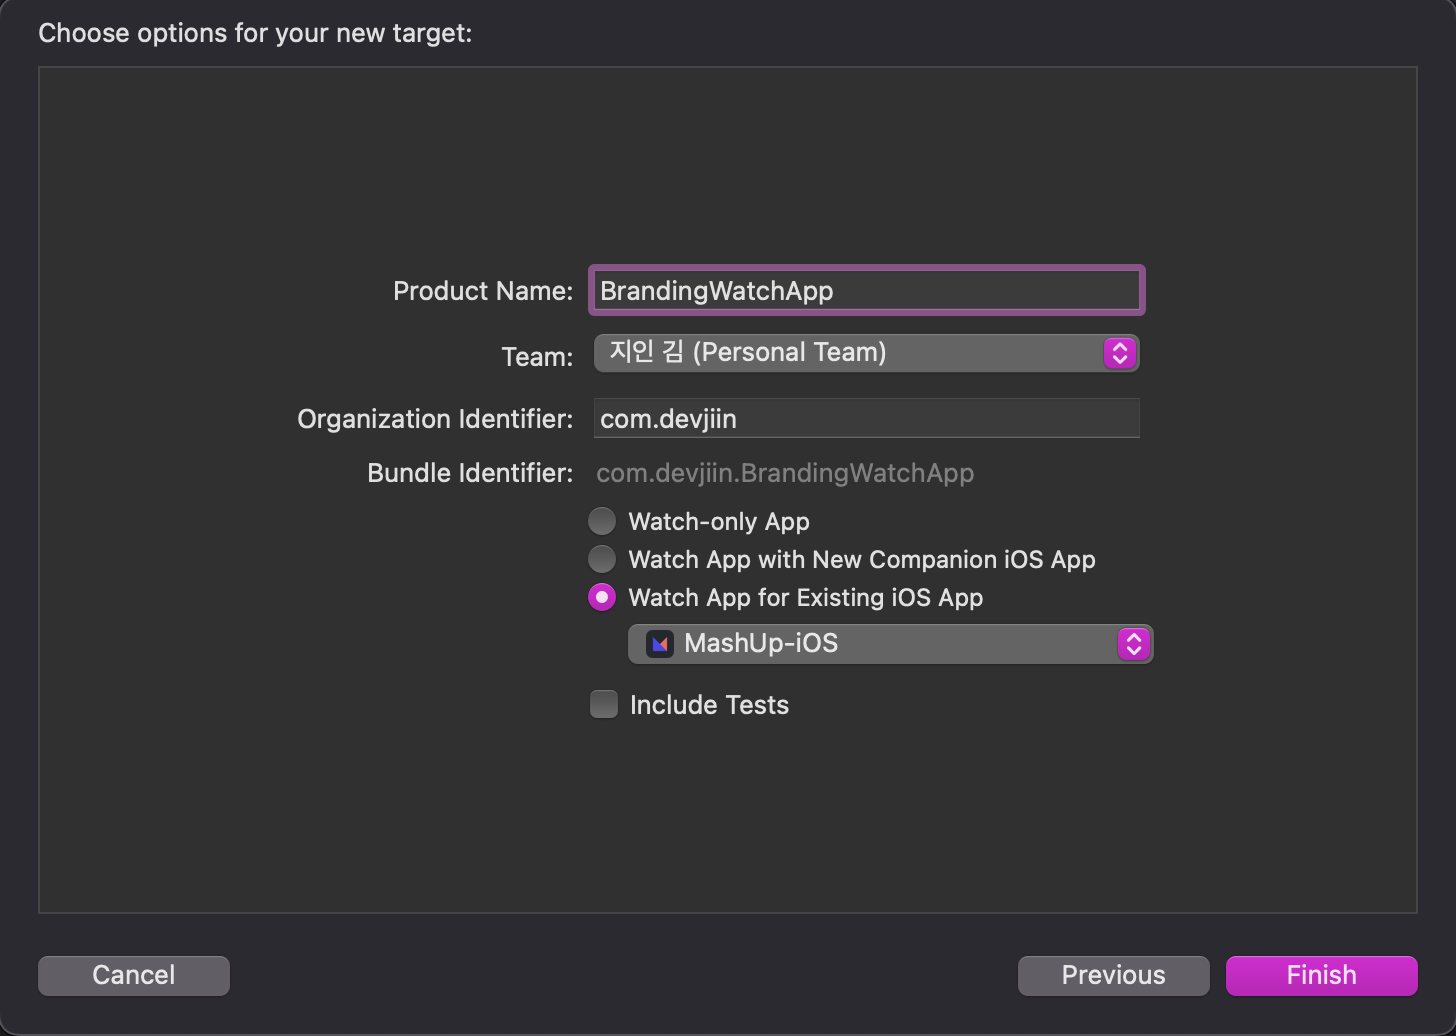 Choose options for your new target:
Product Name: BrandingWatchApp
Team: 지인 김 (Personal Team)
Organization Identifier: com.devjiin
Bundle Identifier: com.devjiin.BrandingWatchApp
Watch-only App
Watch App with New Companion iOS App
Watch App for Existing iOS App
MashUp-iOS
Include Tests
Cancel Previous Finish